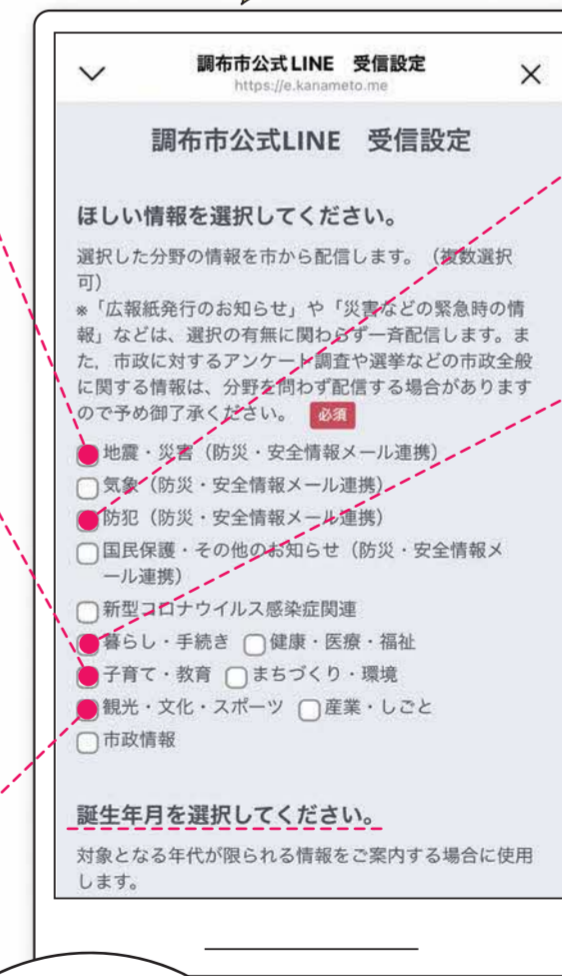 調布市公式LINE 受信設定
https://e.kanameto.me
調布市公式LINE 受信設定
ほしい情報を選択してください。
選択した分野の情報を市から配信します。（複数選択
可）
※「広報紙発行のお知らせ」や「災害などの緊急時の情
報」などは、選択の有無に関わらず一斉配信します。ま
た，市政に対するアンケート調査や選挙などの市政全般
に関する情報は、分野を問わず配信する場合があります
ので予め御了承ください。 必須
地震・災害（防災・安全情報メール連携）
気象（防災・安全情報メール連携）
防犯（防災・安全情報メール連携）
国民保護・その他のお知らせ（防災・安全情報メ
ール連携）
新型コロナウイルス感染症関連
暮らし・手続き 健康・医療・福祉
子育て・教育 まちづくり・環境
観光・文化・スポーツ 産業・しごと
市政情報
誕生年月を選択してください。
対象となる年代が限られる情報をご案内する場合に使用
します。